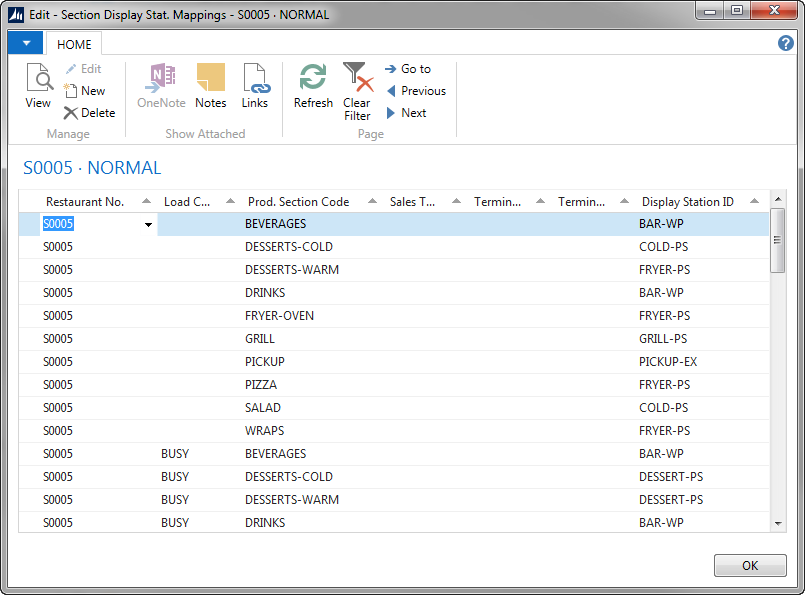 Edit - Section Display Stat. Mappings - S0005 · NORMAL
HOME
View
Edit
New
Delete
Manage
OneNote
Notes
Links
Show Attached
Refresh
Clear
Filter
Go to
Previous
Next
Page
S0005 · NORMAL
Restaurant No. Load C... Prod. Section Code Sales T... Termin... Termin... Display Station ID
S0005 BEVERAGES BAR-WP
S0005 DESSERTS-COLD COLD-PS
S0005 DESSERTS-WARM FRYER-PS
S0005 DRINKS BAR-WP
S0005 FRYER-OVEN FRYER-PS
S0005 GRILL GRILL-PS
S0005 PICKUP PICKUP-EX
S0005 PIZZA FRYER-PS
S0005 SALAD COLD-PS
S0005 WRAPS FRYER-PS
S0005 BUSY BEVERAGES BAR-WP
S0005 BUSY DESSERTS-COLD DESSERT-PS
S0005 BUSY DESSERTS-WARM DESSERT-PS
S0005 BUSY DRINKS BAR-WP
OK